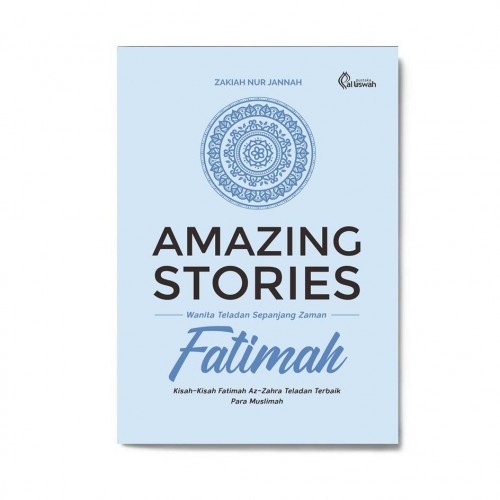 ZAKIAH NUR JANNAH
pustaka
al uswah
AMAZING
STORIES
Wanita Teladan Sepanjang Zaman
Fatimah
Kisah-Kisah Fatimah Az-Zahra Teladan Terbaik
Para Muslimah